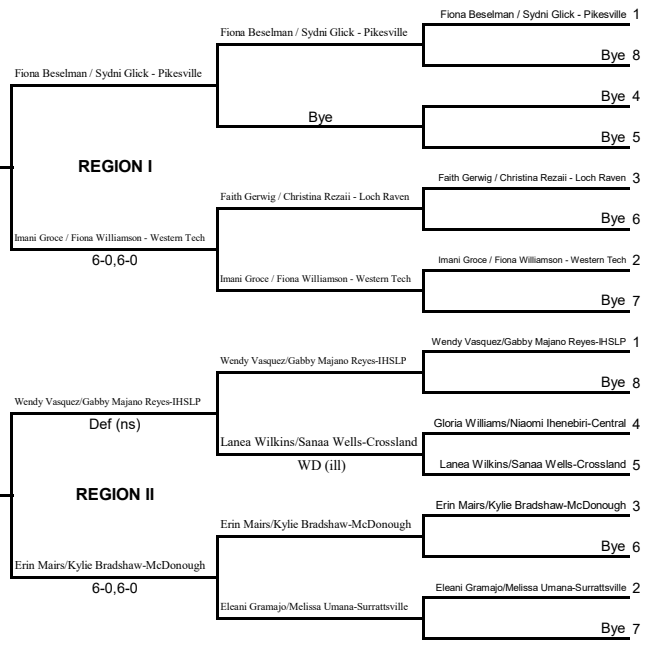 Fiona Beselman / Sydni Glick - Pikesville 1
Fiona Beselman / Sydni Glick - Pikesville
Bye 8
Fiona Beselman / Sydni Glick - Pikesville
Bye 4
Bye
Bye 5
REGION I
Faith Gerwig / Christina Rezaii - Loch Raven 3
Faith Gerwig / Christina Rezaii - Loch Raven
Bye 6
Imani Groce / Fiona Williamson - Western Tech
6-0,6-0
Imani Groce / Fiona Williamson - Western Tech 2
Imani Groce / Fiona Williamson - Western Tech
Bye 7
Wendy Vasquez/Gabby Majano Reyes-IHSLP 1
Wendy Vasquez/Gabby Majano Reyes-IHSLP
Bye 8
Wendy Vasquez/Gabby Majano Reyes-IHSLP
Def (ns)
Gloria Williams/Niaomi Ihenebiri-Central 4
Lanea Wilkins/Sanaa Wells-Crossland
WD (ill)
Lanea Wilkins/Sanaa Wells-Crossland 5
REGION II
Erin Mairs/Kylie Bradshaw-McDonough 3
Erin Mairs/Kylie Bradshaw-McDonough
Bye 6
Erin Mairs/Kylie Bradshaw-McDonough
6-0,6-0
Eleani Gramajo/Melissa Umana-Surrattsville 2
Eleani Gramajo/Melissa Umana-Surrattsville
Bye 7